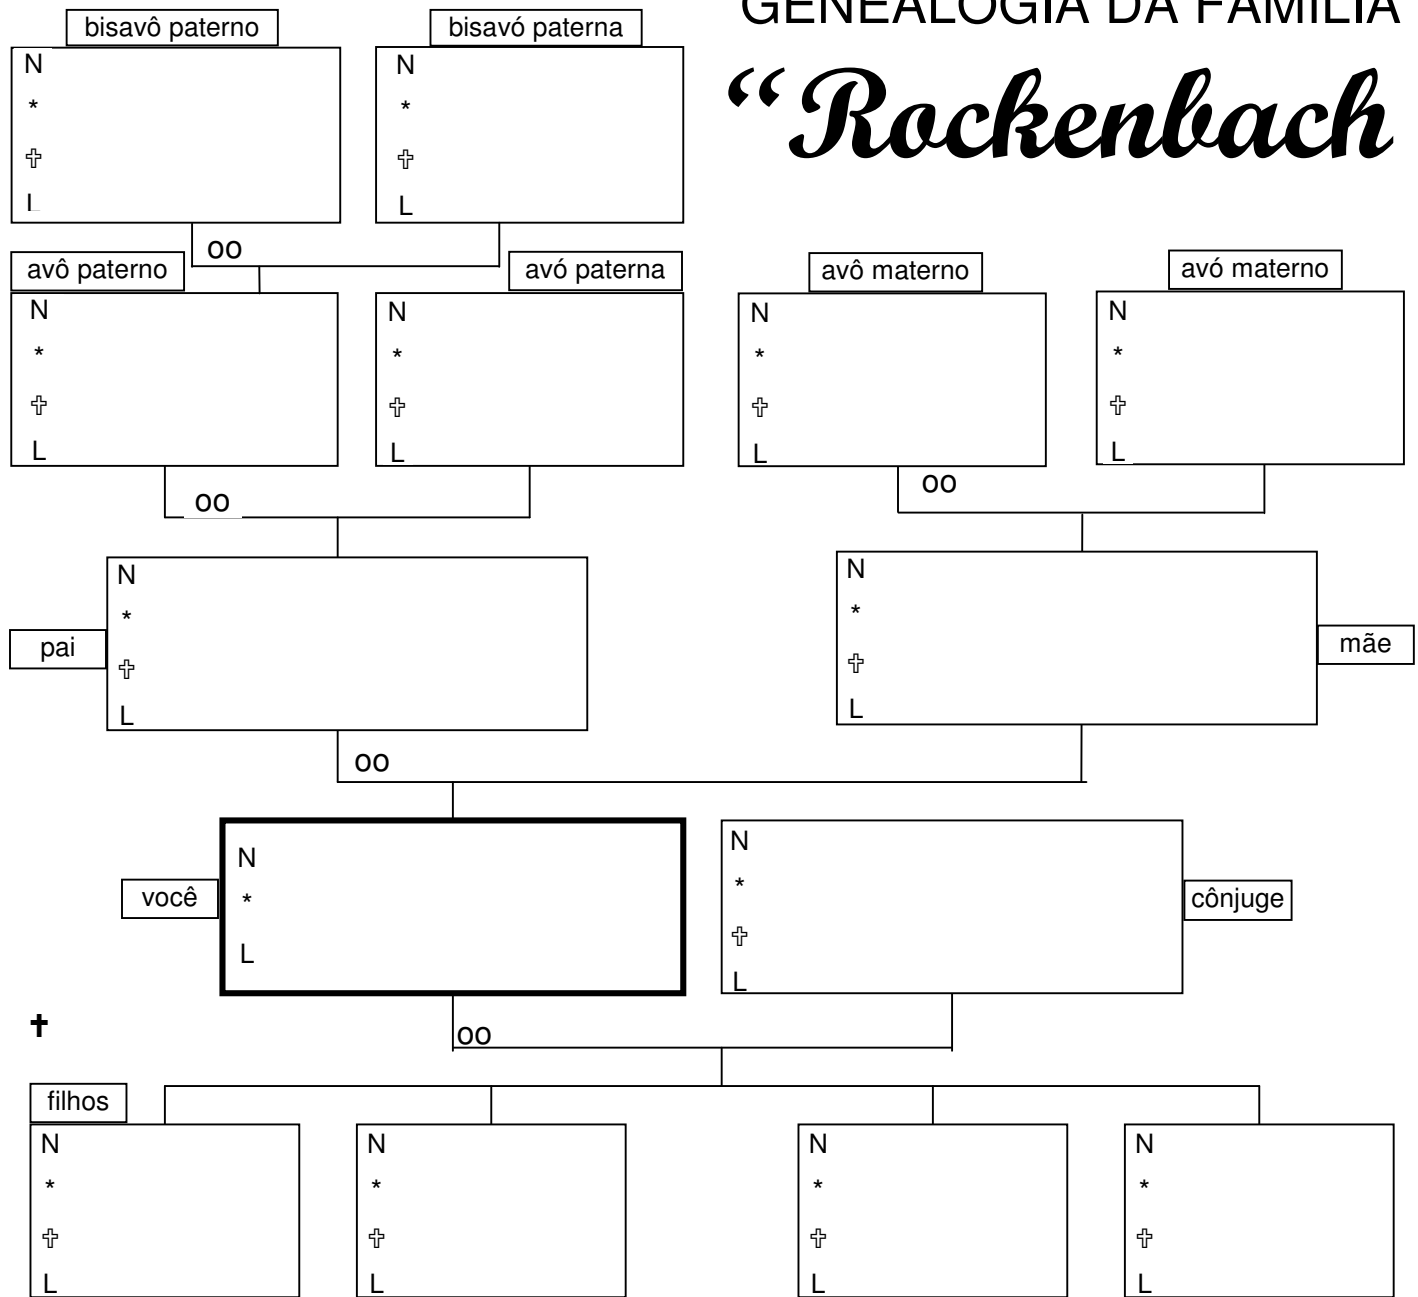 GENEALOGIA DA FAMÍLIA
“Rockenbach
bisavô paterno bisavó paterna
N N
* *
✞ ✞
L L
oo
avô paterno avó paterna avô materno avó materno
N N N N
* * * *
✞ ✞ ✞ ✞
L L L L
oo oo
N N
* *
pai mãe
✞ ✞
L L
oo
N N
* *
você cônjuge
✞
L L
✝
oo
filhos
N N N N
* * * *
✞ ✞ ✞ ✞
L L L L